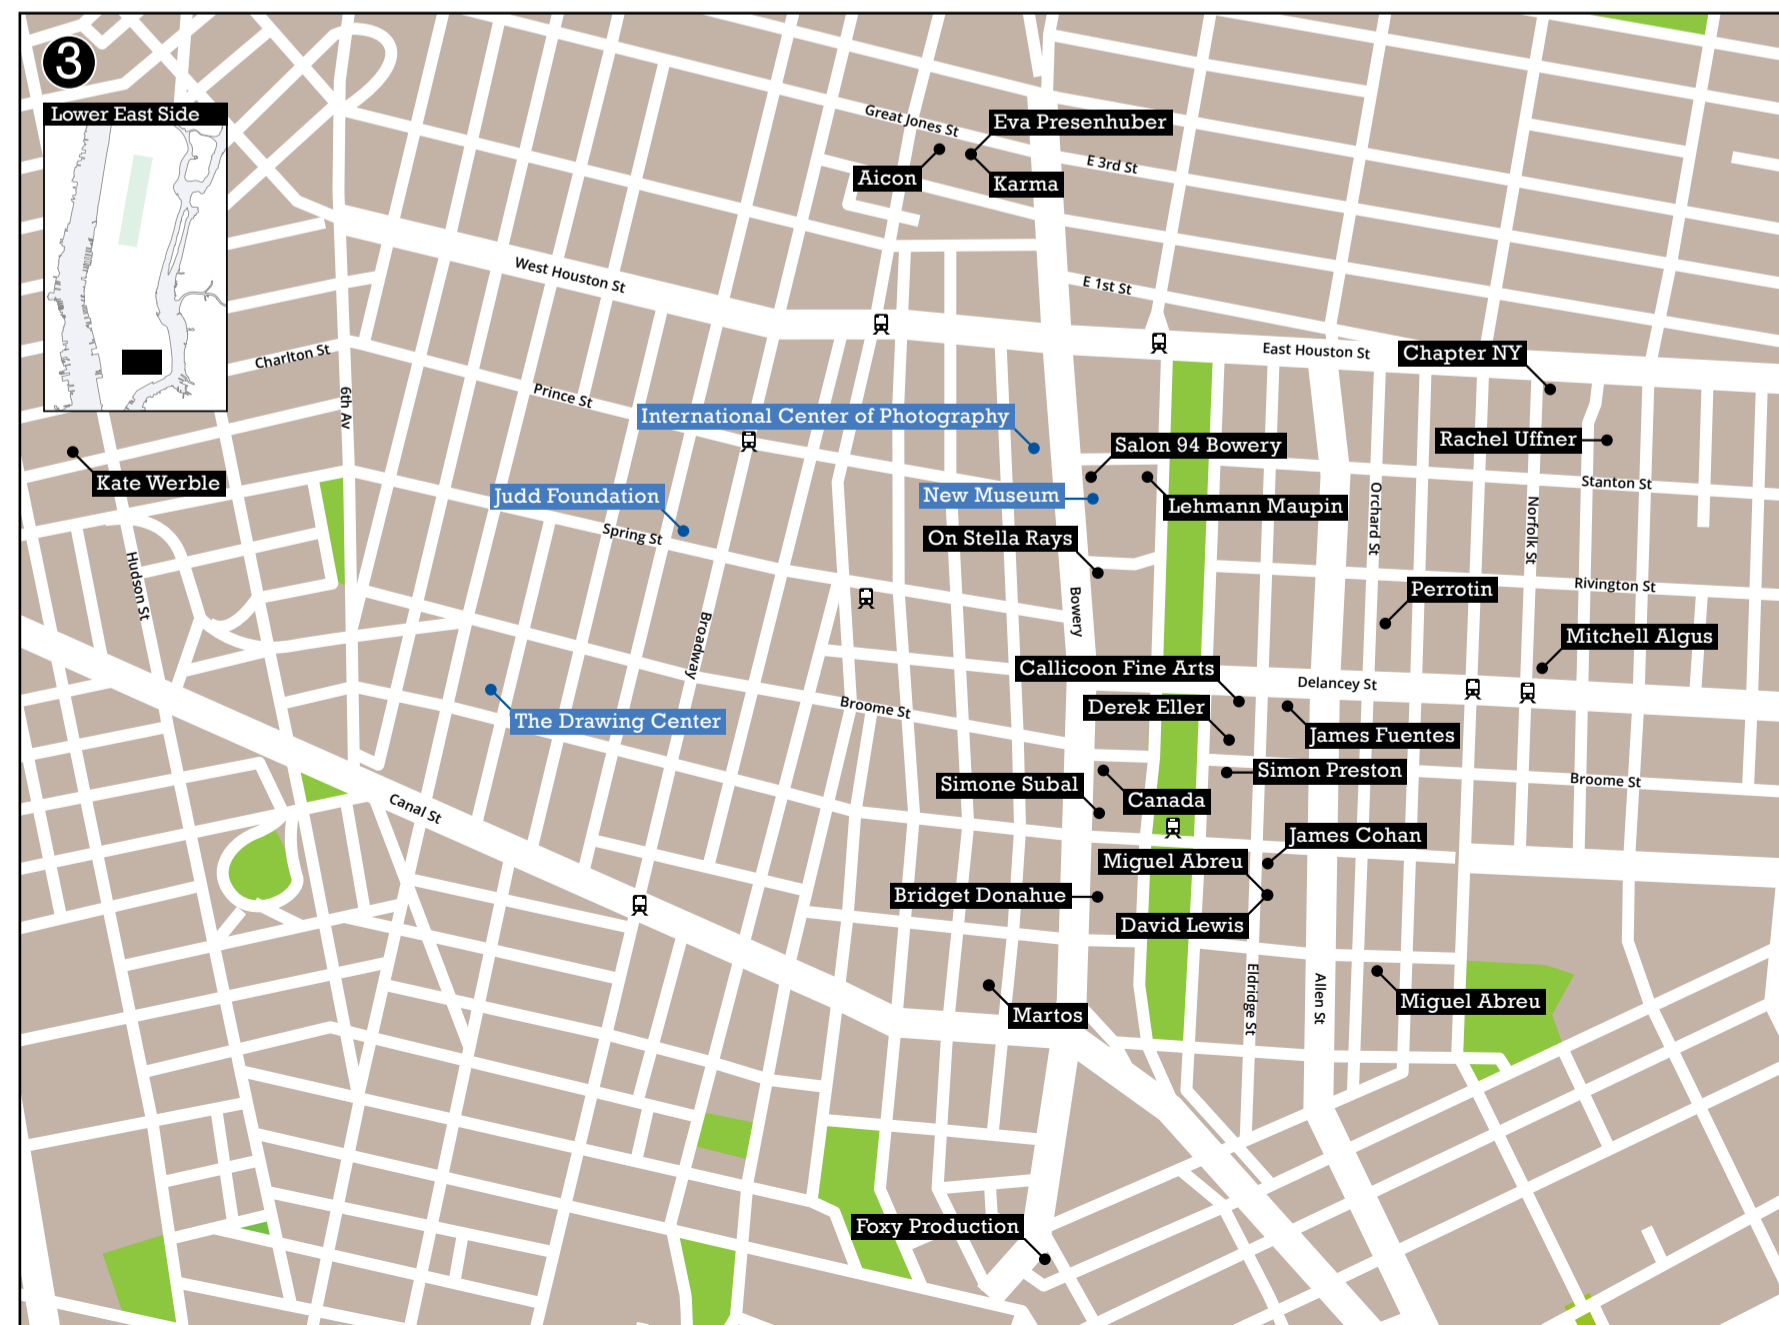 3
Lower East Side
Great Jones St
Eva Presenhuber
Aicon
Karma
E 3rd St
West Houston St
E 1st St
Charlton St
East Houston St
Chapter NY
6th Av
Prince St
International Center of Photography
Salon 94 Bowery
Rachel Uffner
Kate Werble
Judd Foundation
New Museum
Lehmann Maupin
Stanton St
Orchard St
Norfolk St
Spring St
On Stella Rays
Hudson St
Bowery
Rivington St
Perrotin
Broadway
Mitchell Algus
Callicoon Fine Arts
Delancey St
The Drawing Center
Broome St
Derek Eller
James Fuentes
Simone Subal
Canada
Simon Preston
Broome St
Canal St
James Cohan
Miguel Abreu
Bridget Donahue
David Lewis
Eldridge St
Allen St
Martos
Miguel Abreu
Foxy Production